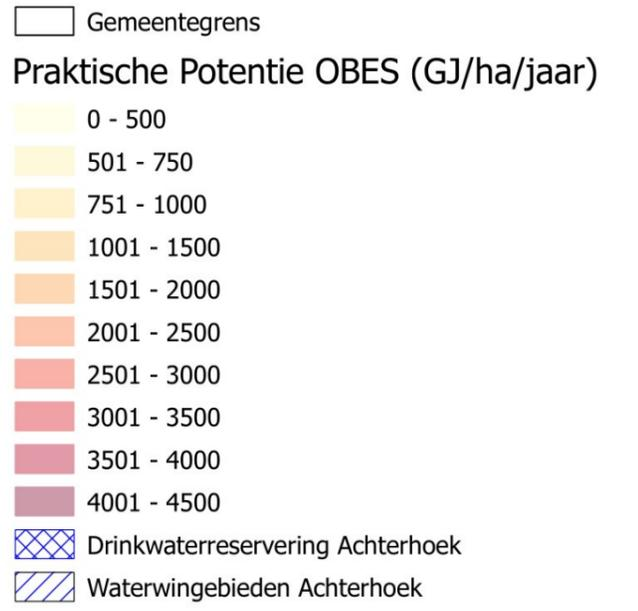 Gemeentegrens
Praktische Potentie OBES (GJ/ha/jaar)
0 - 500
501 - 750
751 - 1000
1001 - 1500
1501 - 2000
2001 - 2500
2501 - 3000
3001 - 3500
3501 - 4000
4001 - 4500
Drinkwaterreservering Achterhoek
Waterwingebieden Achterhoek